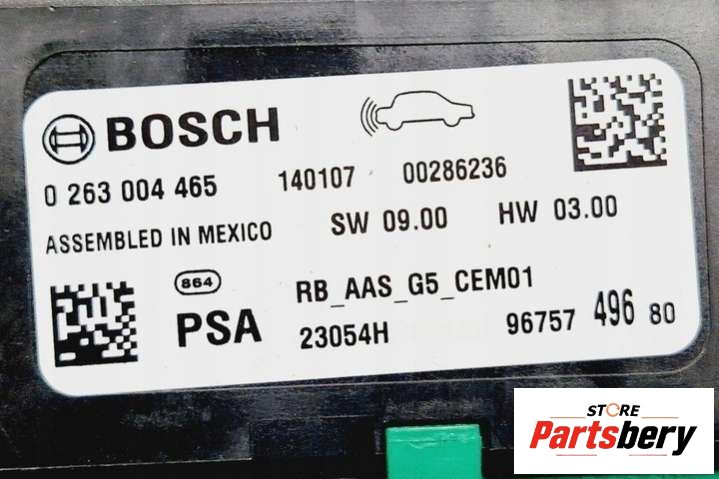 BOSCH
0 263 004 465 140107 00286236
ASSEMBLED IN MEXICO SW 09.00 HW 03.00
864 RB_AAS_G5_CEM01
PSA 23054H 96757 496 80
STORE
Partsbery